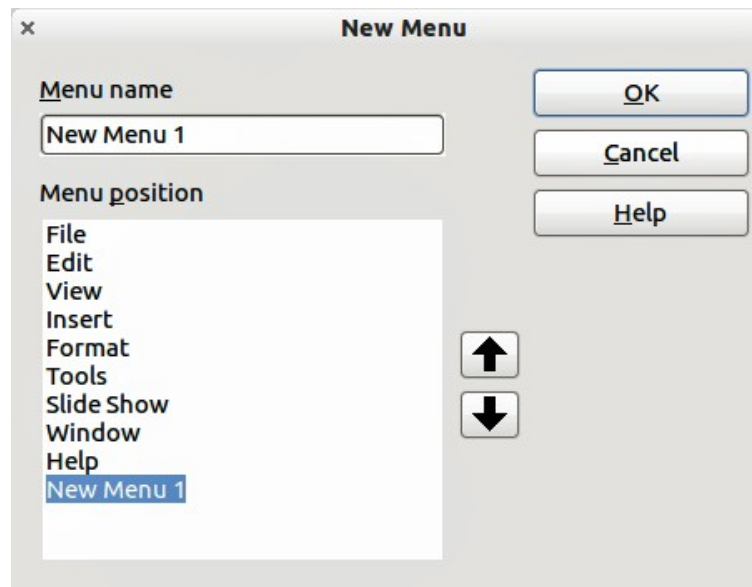 New Menu
Menu name
New Menu 1
Menu position
File
Edit
View
Insert
Format
Tools
Slide Show
Window
Help
New Menu 1
OK
Cancel
Help